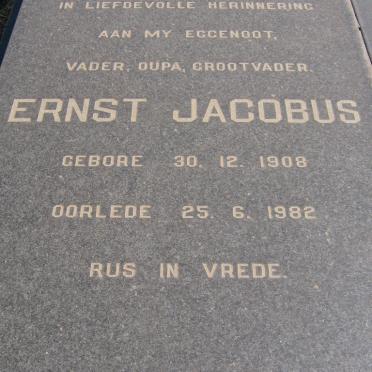 IN LIEFDEVOLLE HERINNERING
AAN MY EGGENOOT,
VADER, OUPA, GROOTVADER.
ERNST JACOBUS
GEBORE 30. 12. 1908
OORLEDE 25. 6. 1982
RUS IN VREDE.